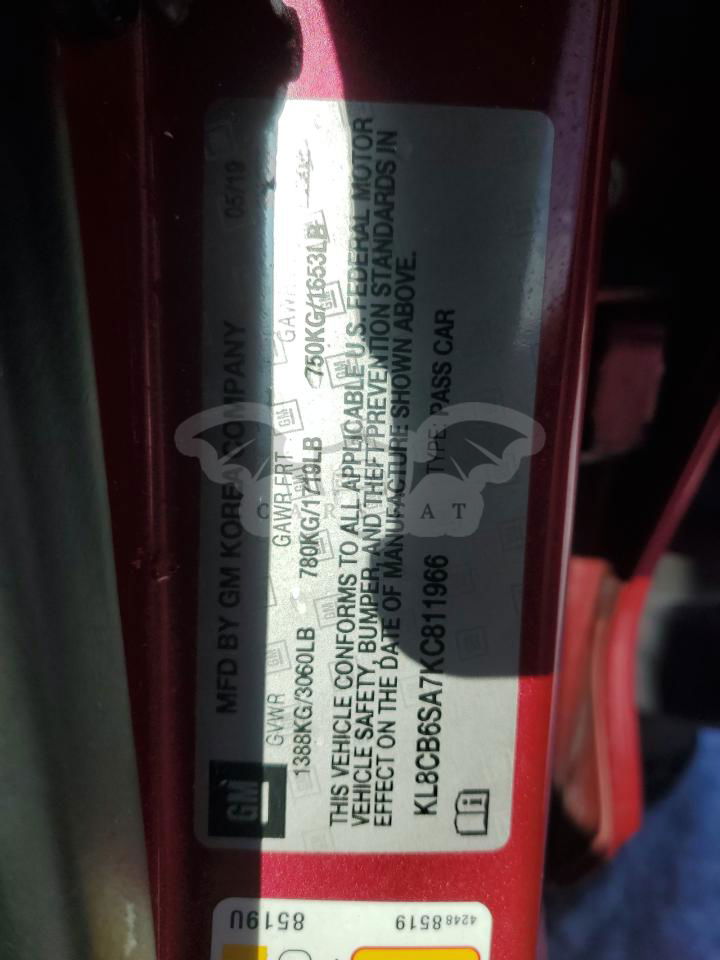 MFD BY GM KOREA COMPANY 05/19
GM
GVWR GAWR FRT GAWR
1388KG/3060LB 780KG/1719LB 750KG/1653LB
THIS VEHICLE CONFORMS TO ALL APPLICABLE U.S. FEDERAL MOTOR
VEHICLE SAFETY, BUMPER, AND THEFT PREVENTION STANDARDS IN
EFFECT ON THE DATE OF MANUFACTURE SHOWN ABOVE.
KL8CB6SA7KC811966 TYPE: PASS CAR
8519U
42488519